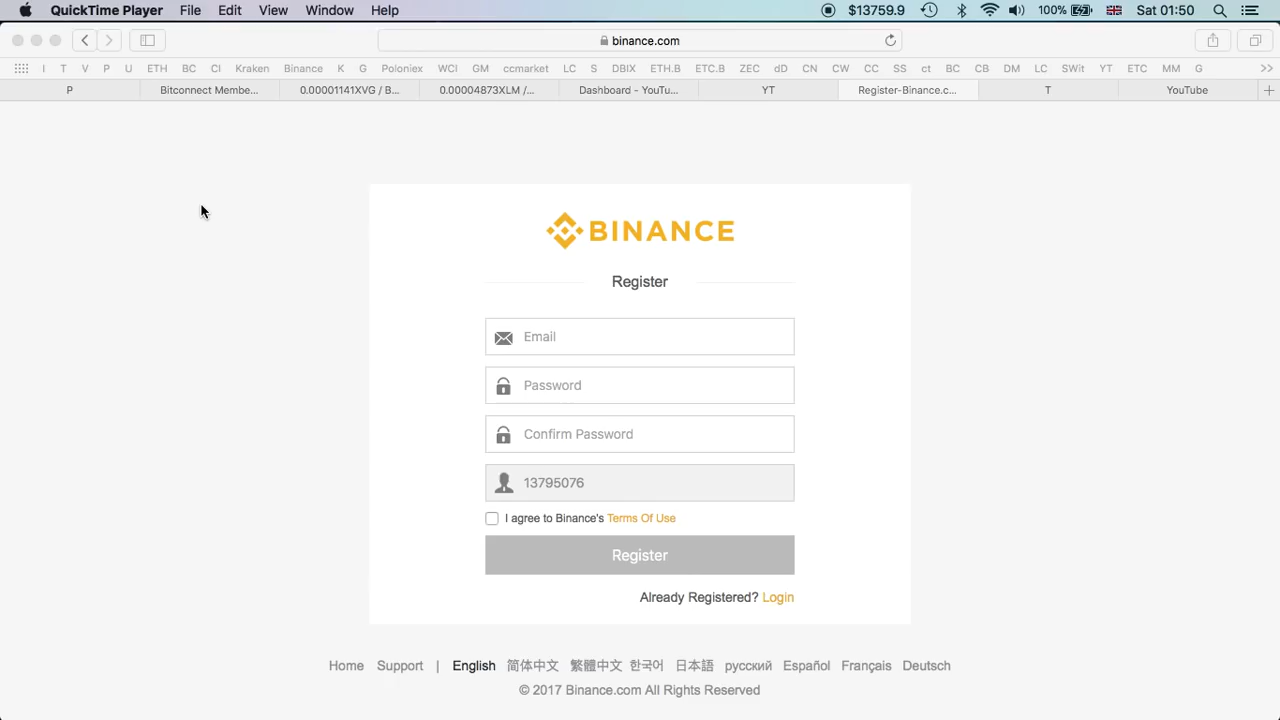 QuickTime Player File Edit View Window Help $13759.9 100% Sat 01:50
binance.com
I T V P U ETH BC CI Kraken Binance K G Poloniex WCI GM ccmarket LC S DBIX ETH.B ETC.B ZEC dD CN CW CC SS ct BC CB DM LC SWit YT ETC MM G >>
P Bitconnect Membe... 0.00001141XVG / B... 0.00004873XLM /... Dashboard - YouTu... YT Register-Binance.c... T YouTube +
BINANCE
Register
Email
Password
Confirm Password
13795076
I agree to Binance's Terms Of Use
Register
Already Registered? Login
Home Support | English 简体中文 繁體中文 한국어 日本語 русский Español Français Deutsch
© 2017 Binance.com All Rights Reserved